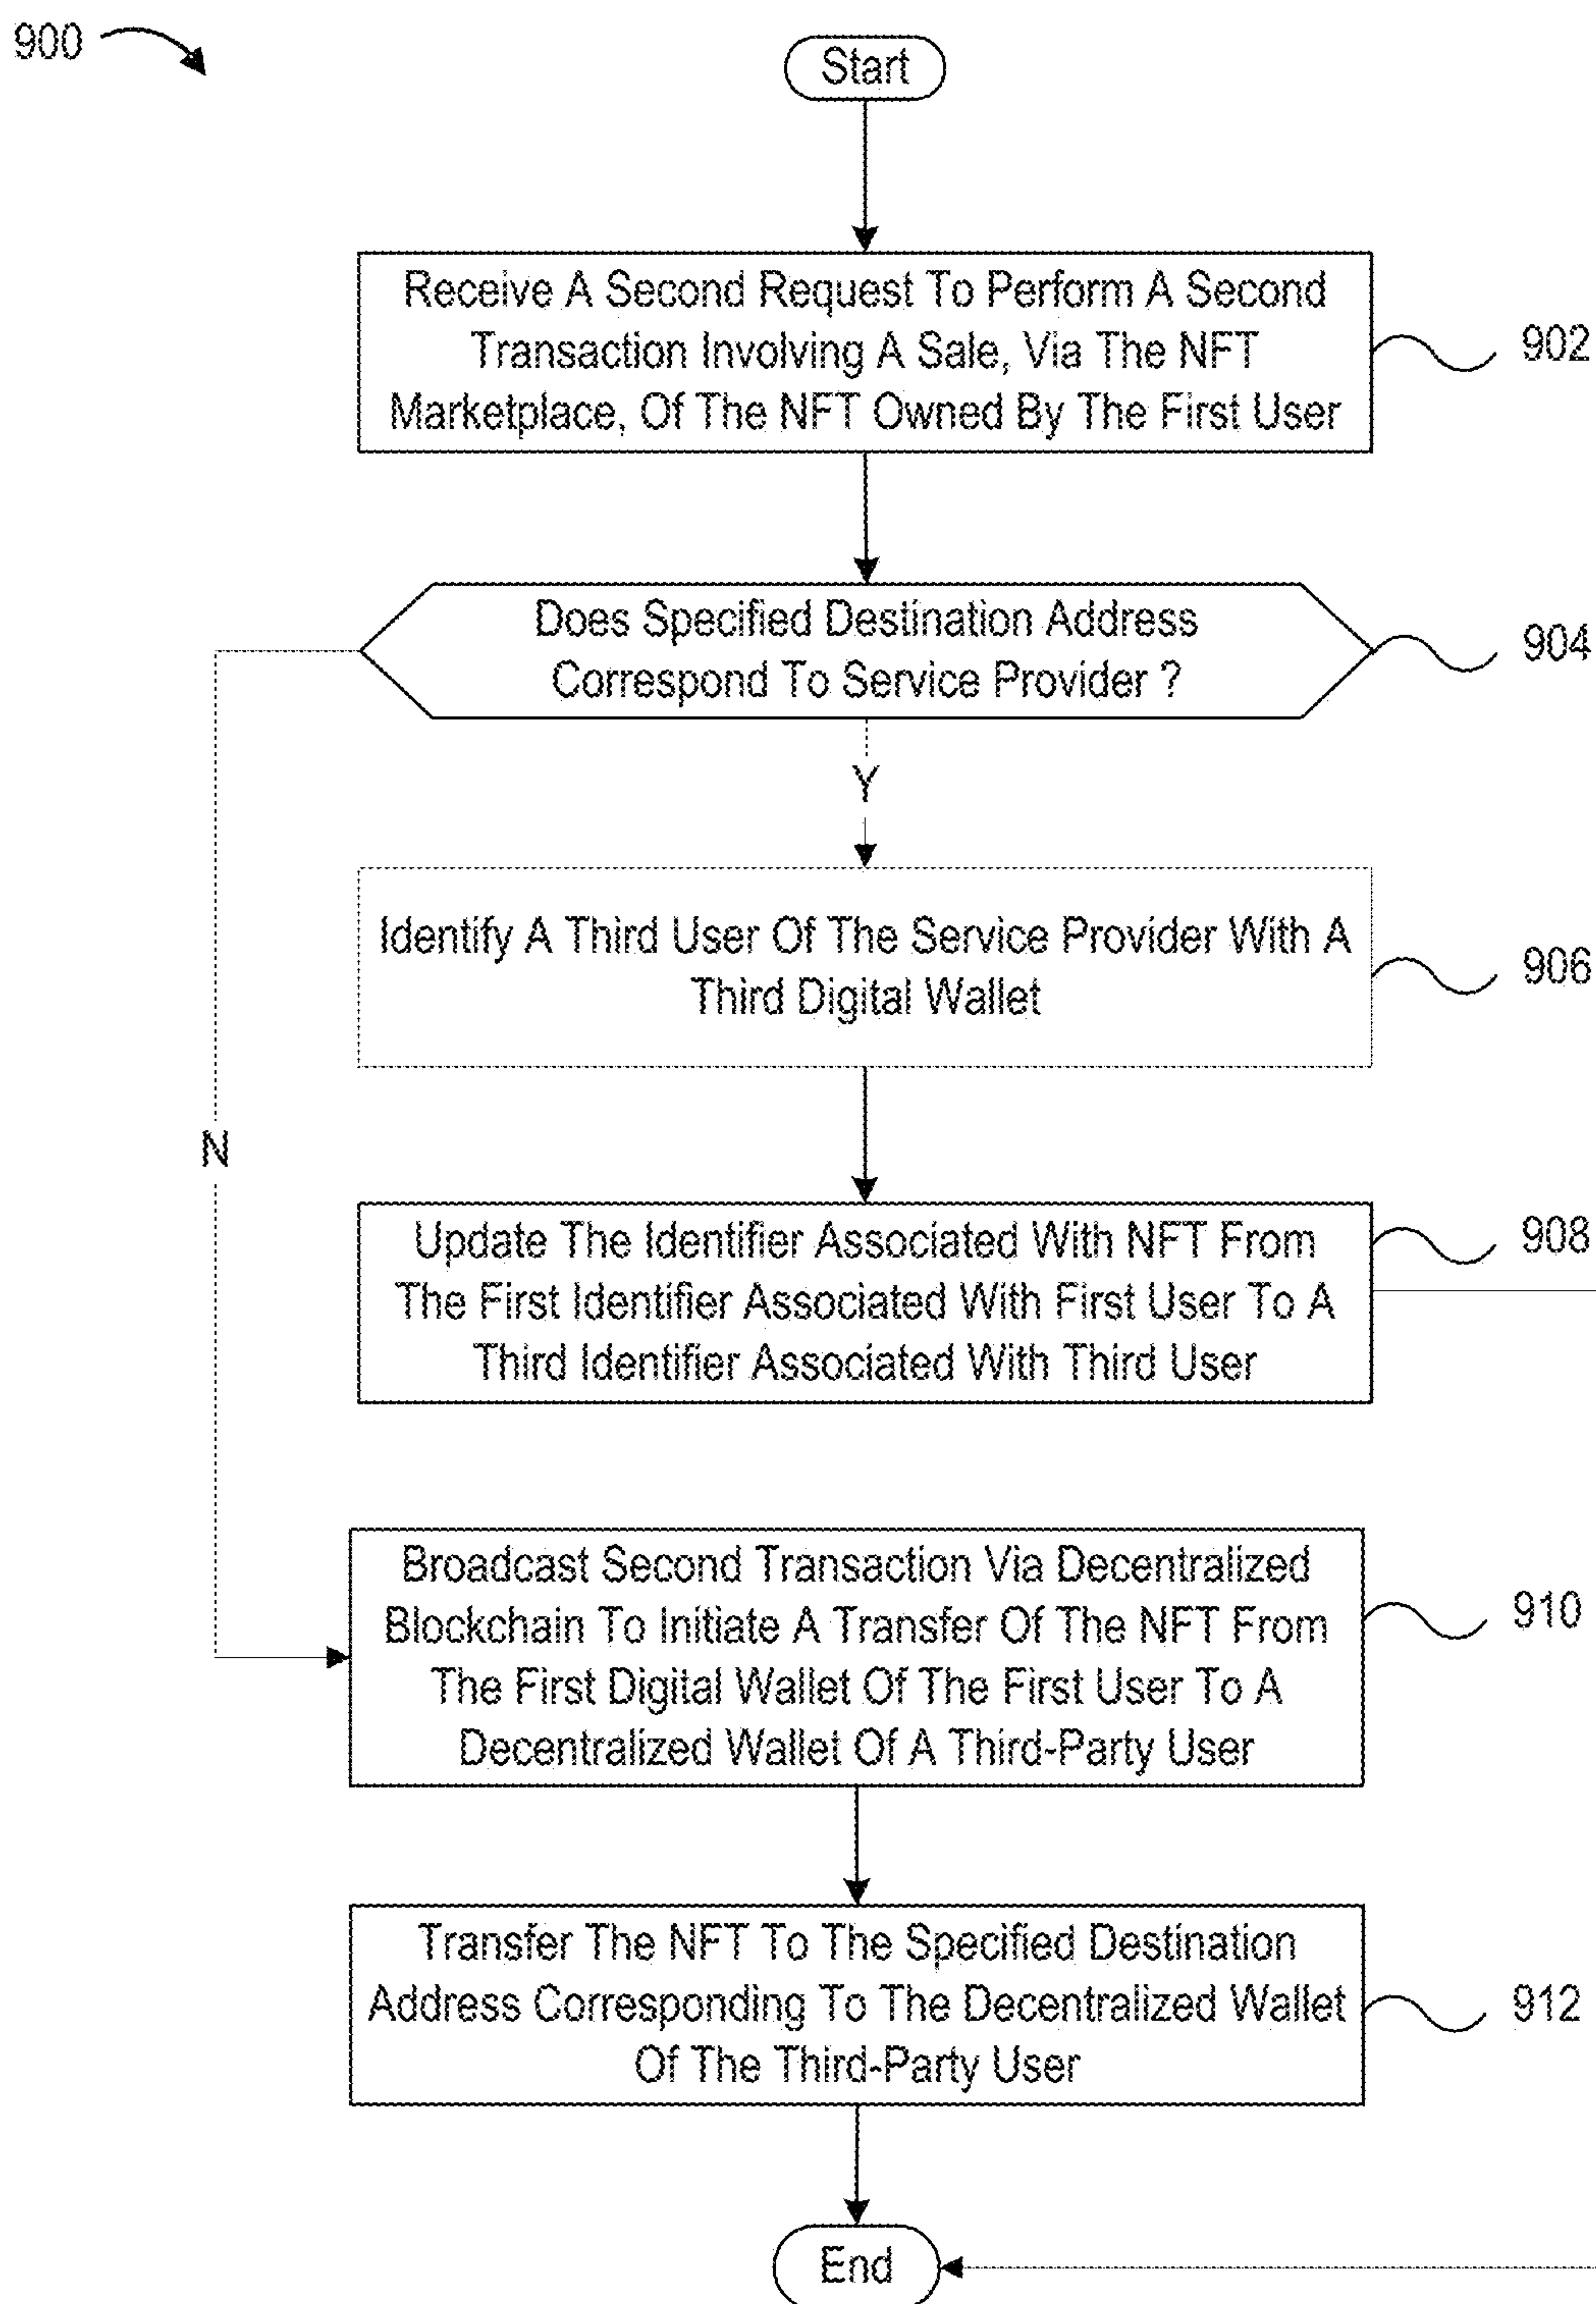 900
Start
Receive A Second Request To Perform A Second
Transaction Involving A Sale, Via The NFT
Marketplace, Of The NFT Owned By The First User
902
Does Specified Destination Address
Correspond To Service Provider ?
904
Y
Identify A Third User Of The Service Provider With A
Third Digital Wallet
906
N
Update The Identifier Associated With NFT From
The First Identifier Associated With First User To A
Third Identifier Associated With Third User
908
Broadcast Second Transaction Via Decentralized
Blockchain To Initiate A Transfer Of The NFT From
The First Digital Wallet Of The First User To A
Decentralized Wallet Of A Third-Party User
910
Transfer The NFT To The Specified Destination
Address Corresponding To The Decentralized Wallet
Of The Third-Party User
912
End